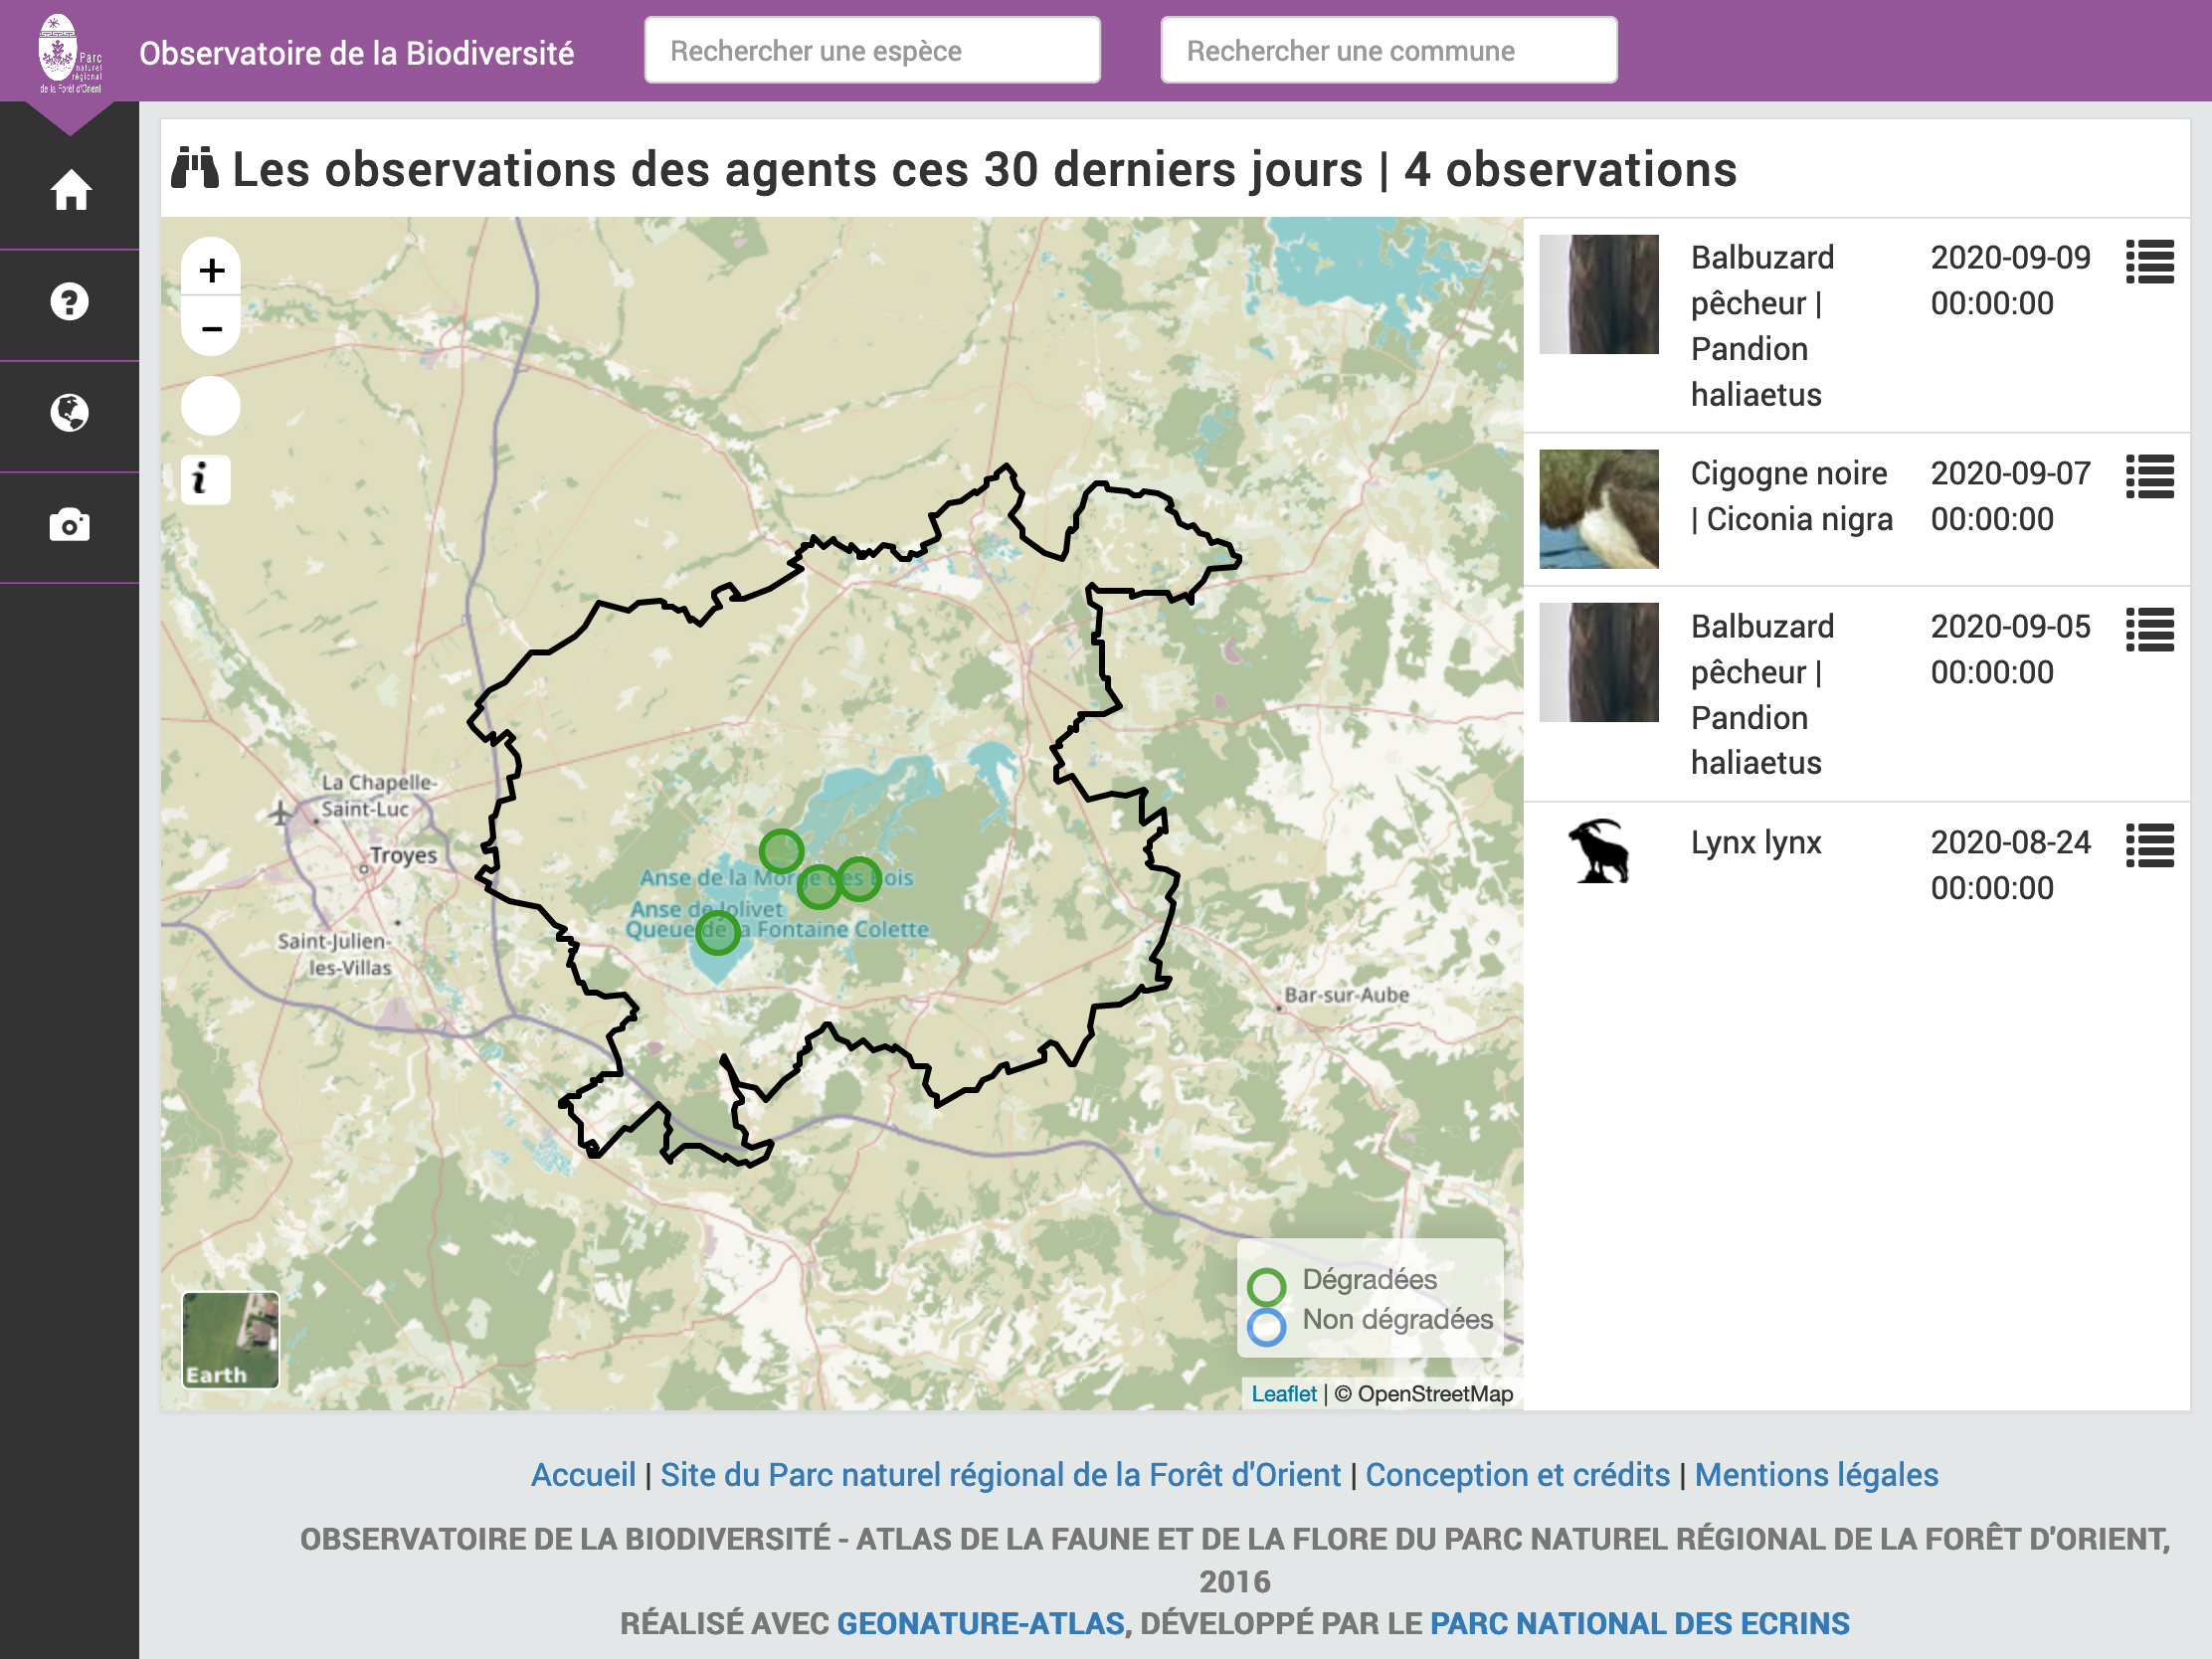 Parc
naturel
régional
de la Forêt d'Orient
Observatoire de la Biodiversité
Rechercher une espèce
Rechercher une commune
Les observations des agents ces 30 derniers jours | 4 observations
+
−
i
La Chapelle-
Saint-Luc
Troyes
Saint-Julien-
les-Villas
Anse de la Morge des Bois
Anse de Jolivet
Queue de la Fontaine Colette
Bar-sur-Aube
Dégradées
Non dégradées
Earth
Leaflet | © OpenStreetMap
Balbuzard
pêcheur |
Pandion
haliaetus
2020-09-09
00:00:00
Cigogne noire
| Ciconia nigra
2020-09-07
00:00:00
Balbuzard
pêcheur |
Pandion
haliaetus
2020-09-05
00:00:00
Lynx lynx
2020-08-24
00:00:00
Accueil | Site du Parc naturel régional de la Forêt d'Orient | Conception et crédits | Mentions légales
OBSERVATOIRE DE LA BIODIVERSITÉ - ATLAS DE LA FAUNE ET DE LA FLORE DU PARC NATUREL RÉGIONAL DE LA FORÊT D'ORIENT,
2016
RÉALISÉ AVEC GEONATURE-ATLAS, DÉVELOPPÉ PAR LE PARC NATIONAL DES ECRINS